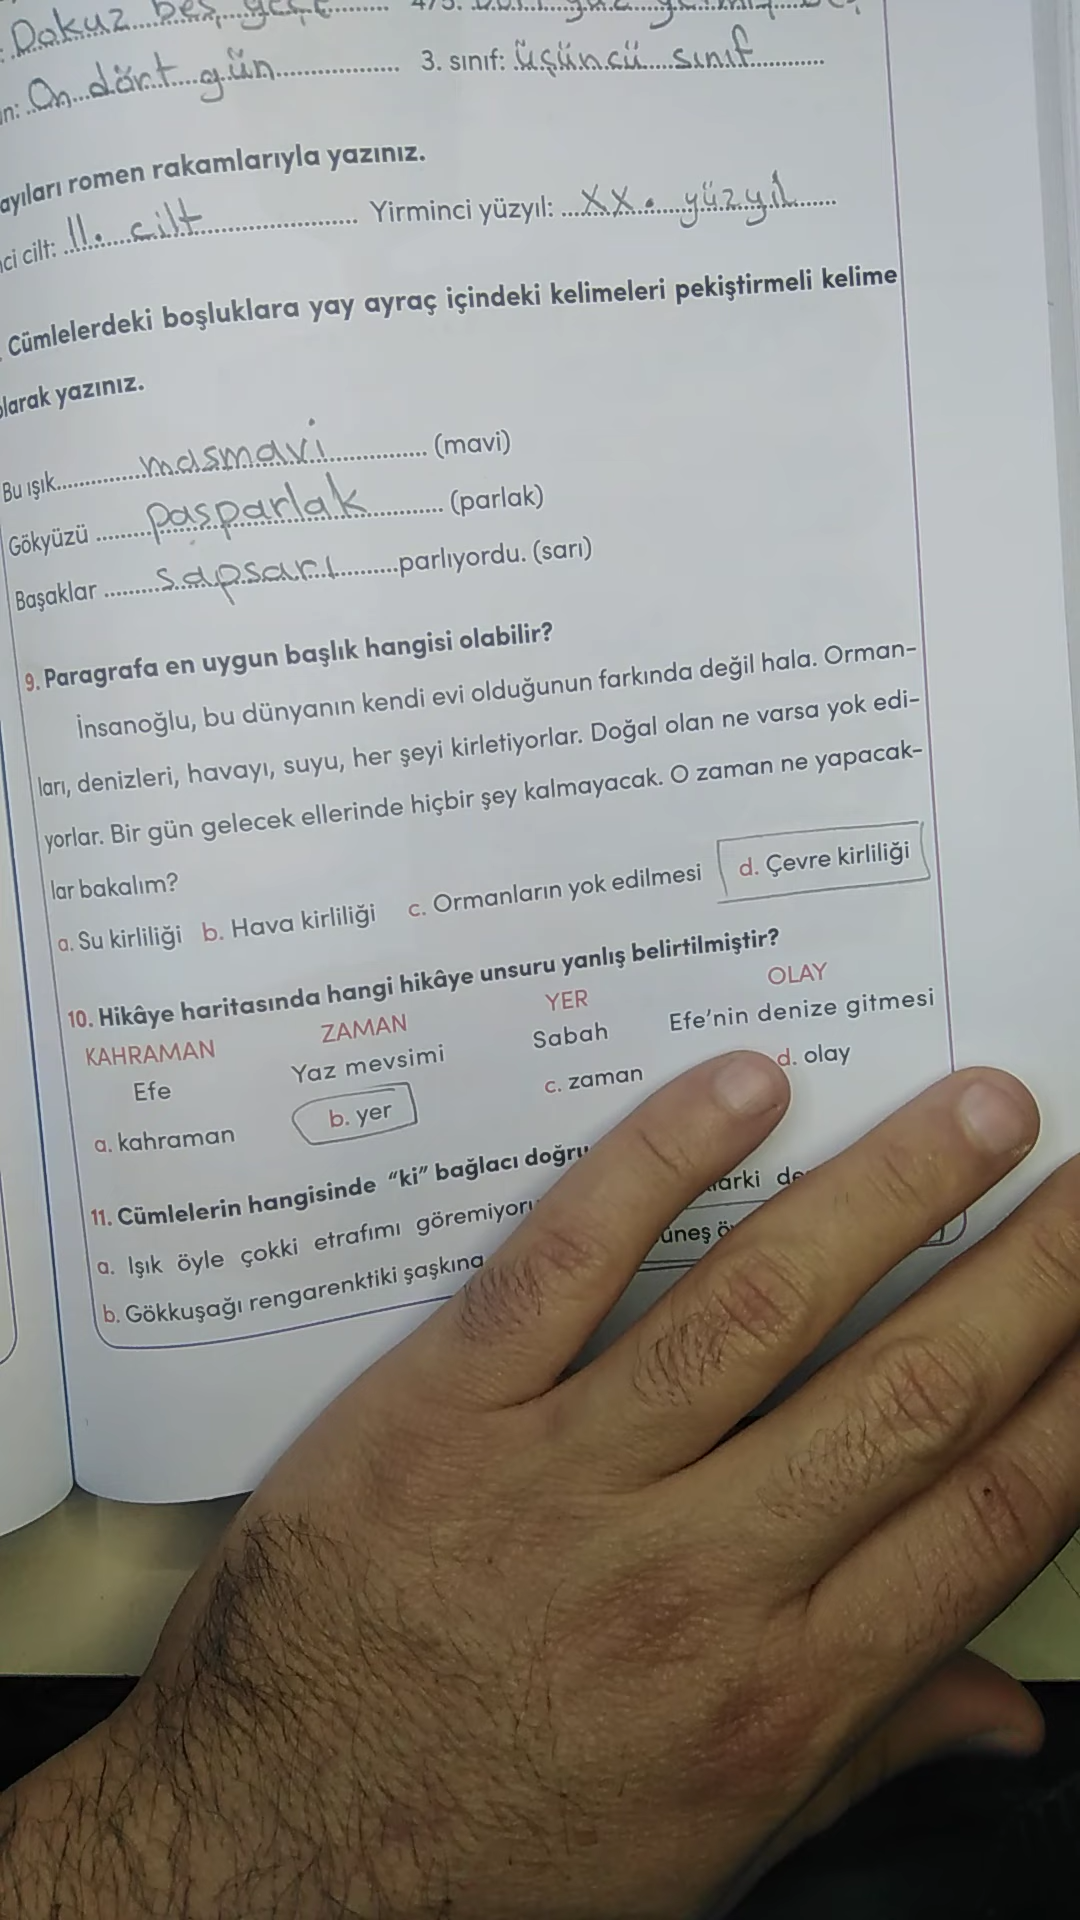 Dokuz beş geçe
n: On dört gün 3. sınıf: üşüncü sınıf
ayıları romen rakamlarıyla yazınız.
ci cilt: II. cilt Yirminci yüzyıl: XX. yüzyıl
Cümlelerdeki boşluklara yay ayraç içindeki kelimeleri pekiştirmeli kelime
olarak yazınız.
Bu ışık masmavi (mavi)
Gökyüzü pasparlak (parlak)
Başaklar sapsarı parlıyordu. (sarı)
9. Paragrafa en uygun başlık hangisi olabilir?
İnsanoğlu, bu dünyanın kendi evi olduğunun farkında değil hala. Orman-
ları, denizleri, havayı, suyu, her şeyi kirletiyorlar. Doğal olan ne varsa yok edi-
yorlar. Bir gün gelecek ellerinde hiçbir şey kalmayacak. O zaman ne yapacak-
lar bakalım?
a. Su kirliliği b. Hava kirliliği c. Ormanların yok edilmesi d. Çevre kirliliği
10. Hikâye haritasında hangi hikâye unsuru yanlış belirtilmiştir?
KAHRAMAN ZAMAN YER OLAY
Efe Yaz mevsimi Sabah Efe'nin denize gitmesi
a. kahraman b. yer c. zaman d. olay
11. Cümlelerin hangisinde "ki" bağlacı doğru
a. Işık öyle çokki etrafımı göremiyoru
b. Gökkuşağı rengarenktiki şaşkına